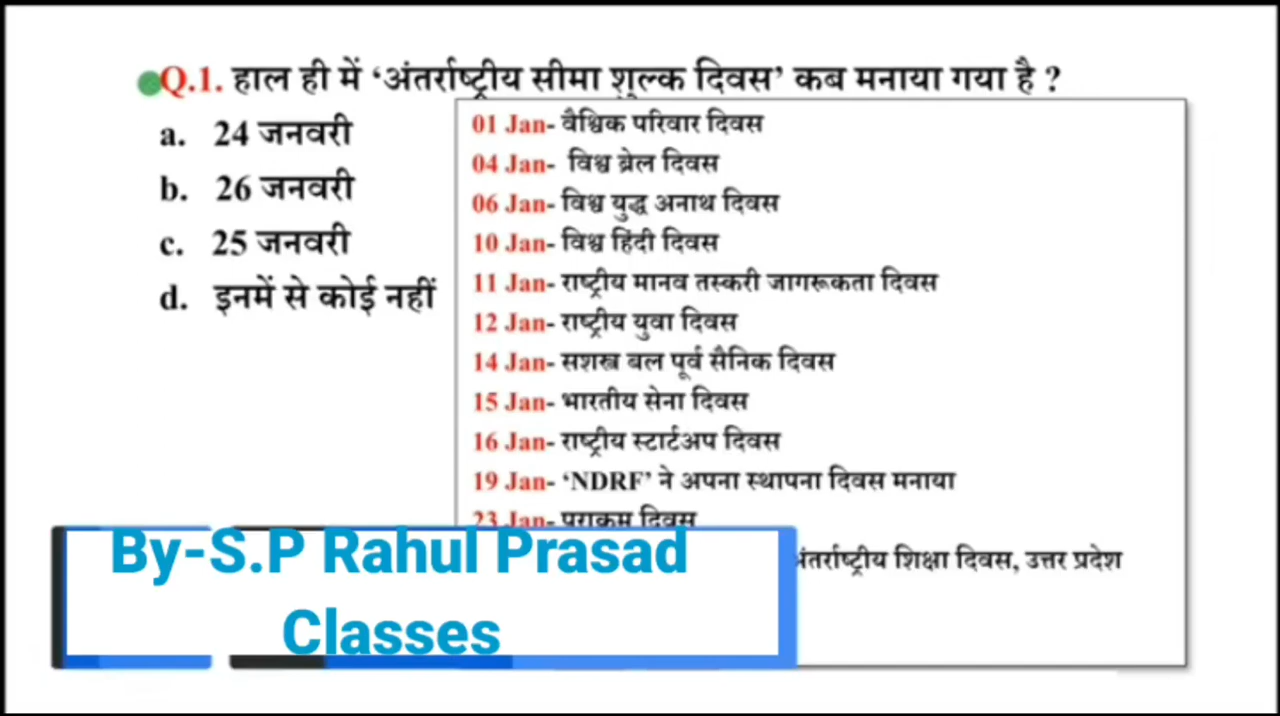 Q.1. हाल ही में ‘अंतर्राष्ट्रीय सीमा शुल्क दिवस’ कब मनाया गया है ?
a. 24 जनवरी
b. 26 जनवरी
c. 25 जनवरी
d. इनमें से कोई नहीं
01 Jan- वैश्विक परिवार दिवस
04 Jan- विश्व ब्रेल दिवस
06 Jan- विश्व युद्ध अनाथ दिवस
10 Jan- विश्व हिंदी दिवस
11 Jan- राष्ट्रीय मानव तस्करी जागरूकता दिवस
12 Jan- राष्ट्रीय युवा दिवस
14 Jan- सशस्त्र बल पूर्व सैनिक दिवस
15 Jan- भारतीय सेना दिवस
16 Jan- राष्ट्रीय स्टार्टअप दिवस
19 Jan- ‘NDRF’ ने अपना स्थापना दिवस मनाया
23 Jan- पराक्रम दिवस
अंतर्राष्ट्रीय शिक्षा दिवस, उत्तर प्रदेश
By-S.P Rahul Prasad
Classes